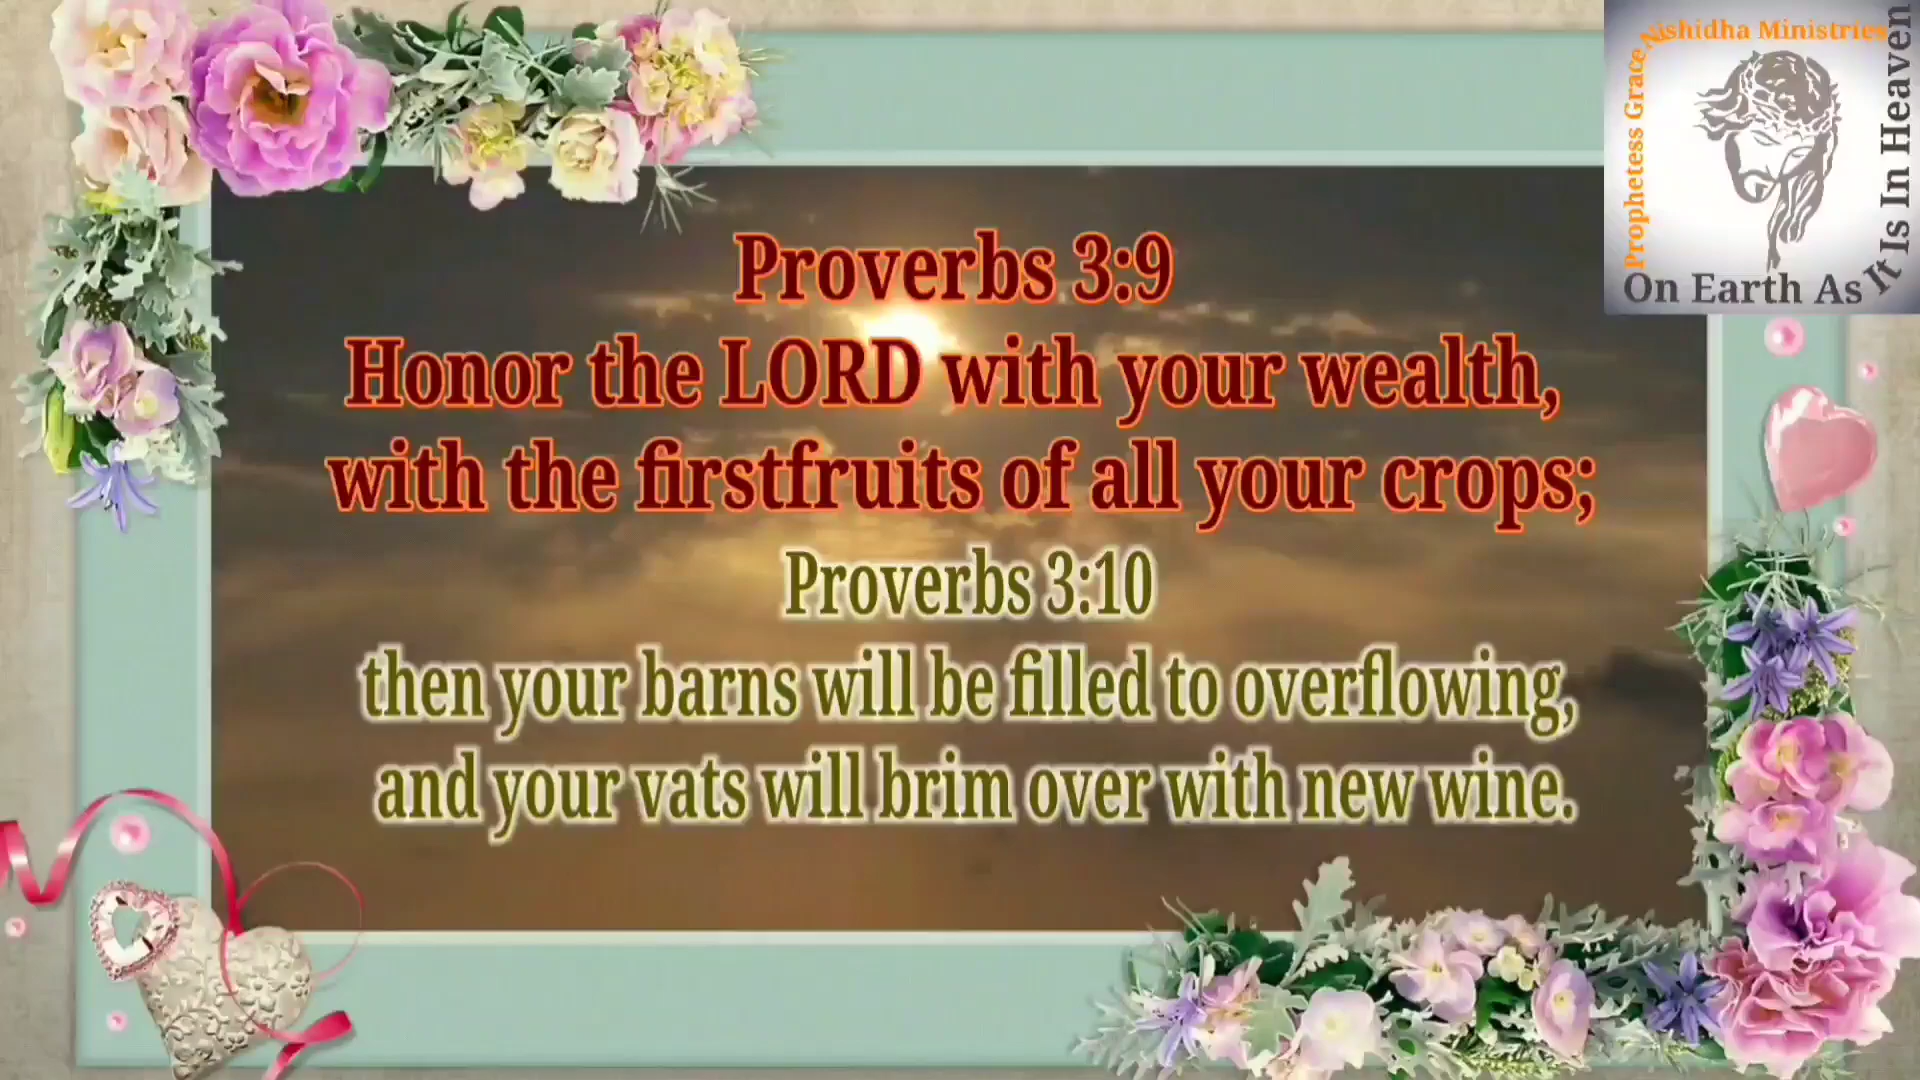 Prophetess Grace Nishidha Ministries
On Earth As It Is In Heaven
Proverbs 3:9
Honor the LORD with your wealth,
with the firstfruits of all your crops;
Proverbs 3:10
then your barns will be filled to overflowing,
and your vats will brim over with new wine.